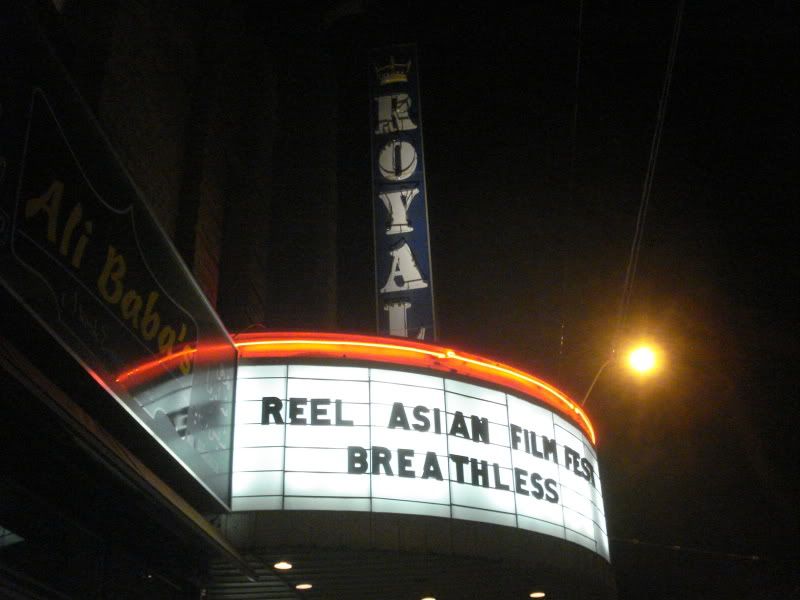 ROYAL
Ali Baba's
REEL ASIAN FILM FEST
BREATHLESS